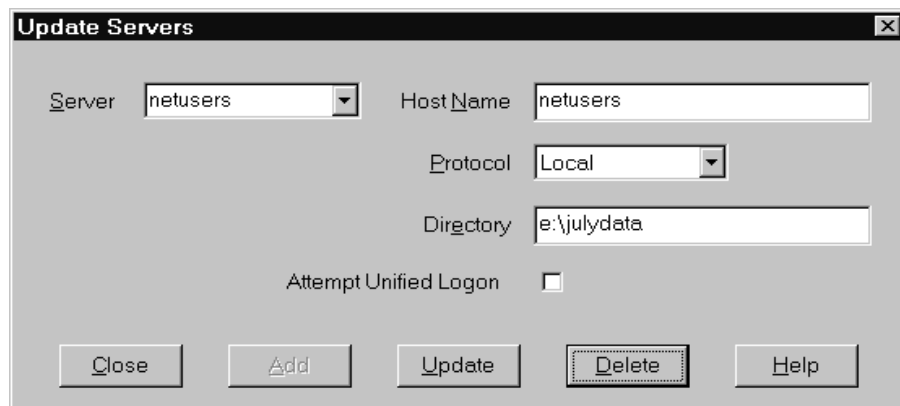 Update Servers
Server netusers Host Name netusers
Protocol Local
Directory e:\julydata
Attempt Unified Logon
Close Add Update Delete Help